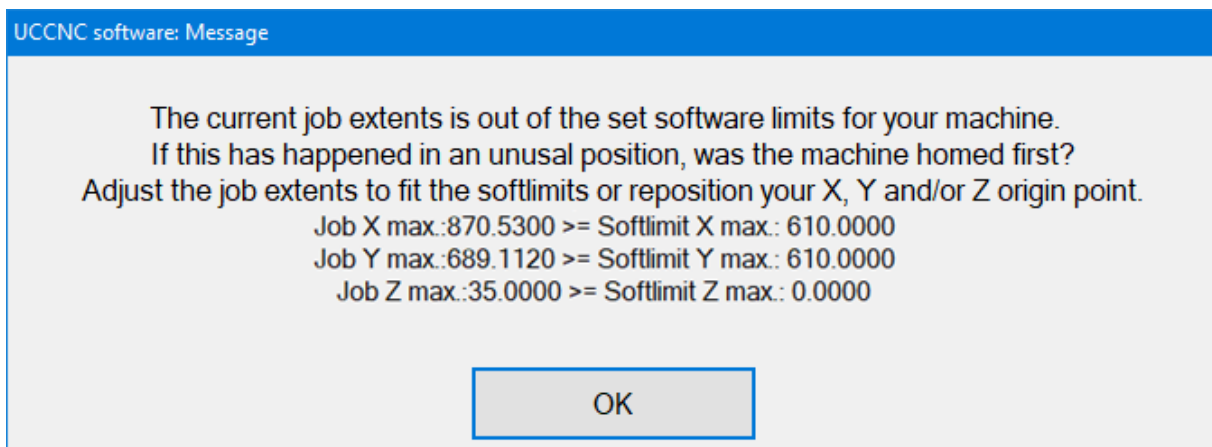 UCCNC software: Message
The current job extents is out of the set software limits for your machine.
If this has happened in an unusal position, was the machine homed first?
Adjust the job extents to fit the softlimits or reposition your X, Y and/or Z origin point.
Job X max.:870.5300 >= Softlimit X max.: 610.0000
Job Y max.:689.1120 >= Softlimit Y max.: 610.0000
Job Z max.:35.0000 >= Softlimit Z max.: 0.0000
OK